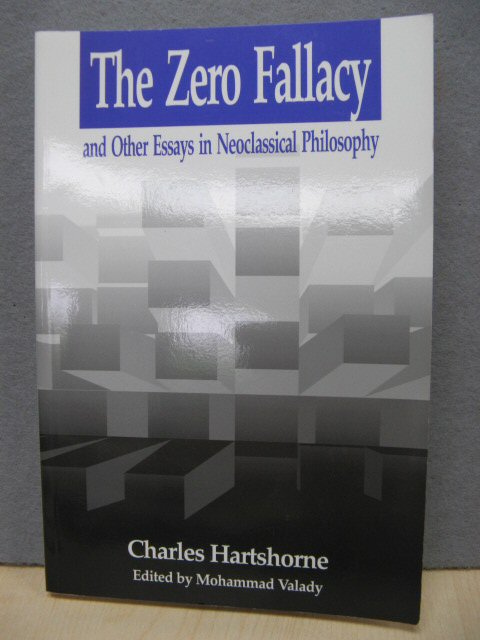 The Zero Fallacy
and Other Essays in Neoclassical Philosophy
Charles Hartshorne
Edited by Mohammad Valady